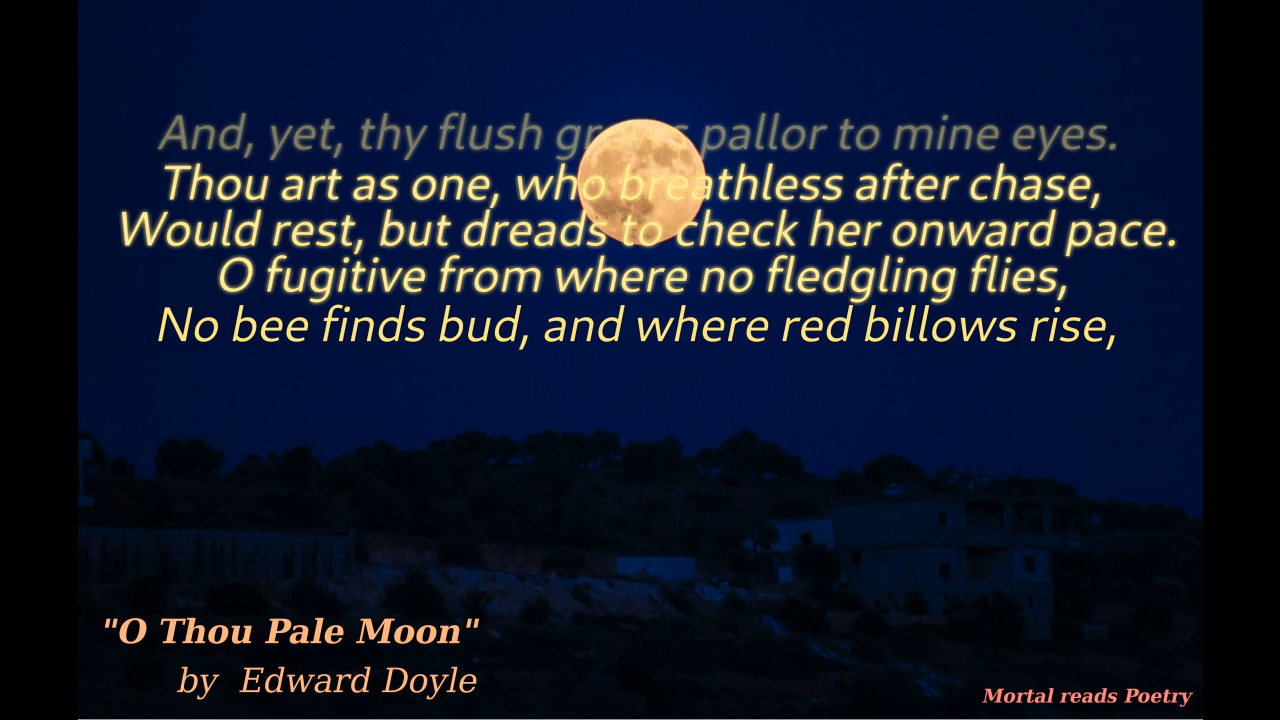 And, yet, thy flush grows pallor to mine eyes.
Thou art as one, who breathless after chase,
Would rest, but dreads to check her onward pace.
O fugitive from where no fledgling flies,
No bee finds bud, and where red billows rise,
"O Thou Pale Moon"
by Edward Doyle
Mortal reads Poetry